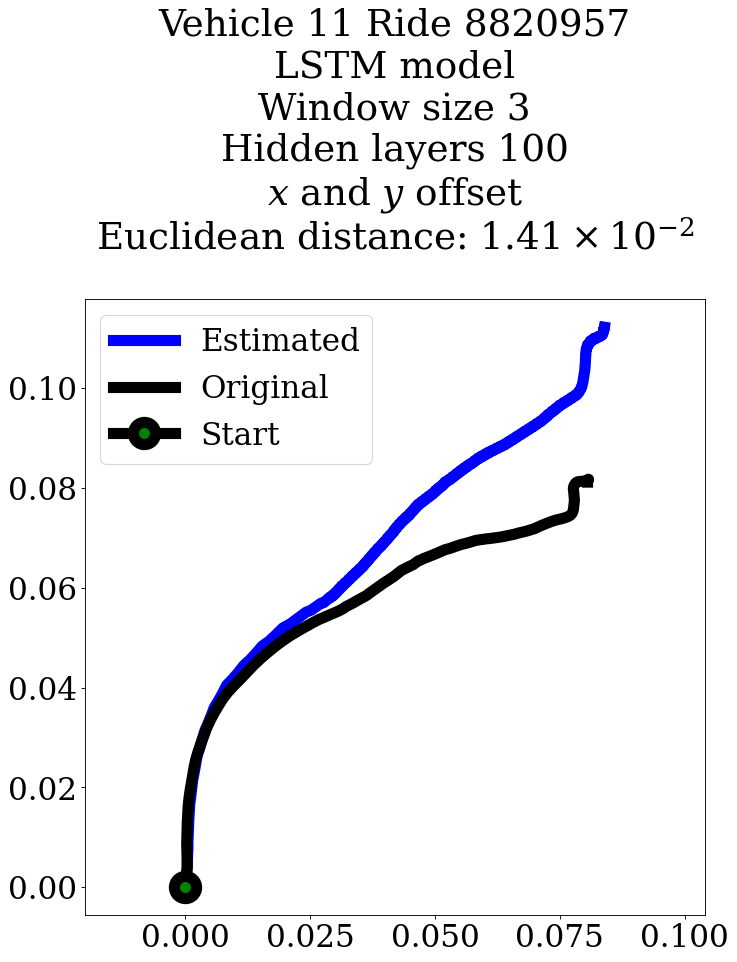 Vehicle 11 Ride 8820957
LSTM model
Window size 3
Hidden layers 100
x and y offset
Euclidean distance: 1.41 × 10⁻²
Estimated
Original
Start
0.10
0.08
0.06
0.04
0.02
0.00
0.000 0.025 0.050 0.075 0.100